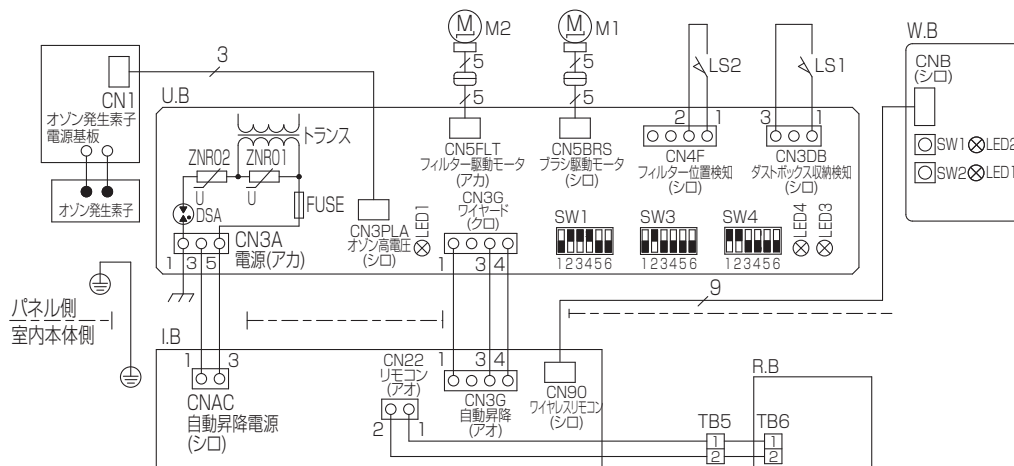 M M2
M M1
W.B
3
5
5
LS2
LS1
CNB
(シロ)
CN1
オゾン発生素子
電源基板
U.B
5
5
2 1
3 1
トランス
CN5FLT
フィルター駆動モータ
(アカ)
CN5BRS
ブラシ駆動モータ
(シロ)
CN4F
フィルター位置検知
(シロ)
CN3DB
ダストボックス収納検知
(シロ)
SW1 LED2
SW2 LED1
ZNR02 ZNR01
U U
DSA
FUSE
オゾン発生素子
CN3PLA
オゾン高電圧
(シロ)
LED1
CN3G
ワイヤード
(クロ)
SW1
SW3
SW4
LED4
LED3
CN3A
電源(アカ)
1 3 5
1 3 4
123456
123456
123456
9
パネル側
室内本体側
I.B
1 3
CN22
リモコン
(アオ)
1 3 4
R.B
CNAC
自動昇降電源
(シロ)
CN3G
自動昇降
(アオ)
CN90
ワイヤレスリモコン
(シロ)
2 1
TB5 TB6
1 1
2 2